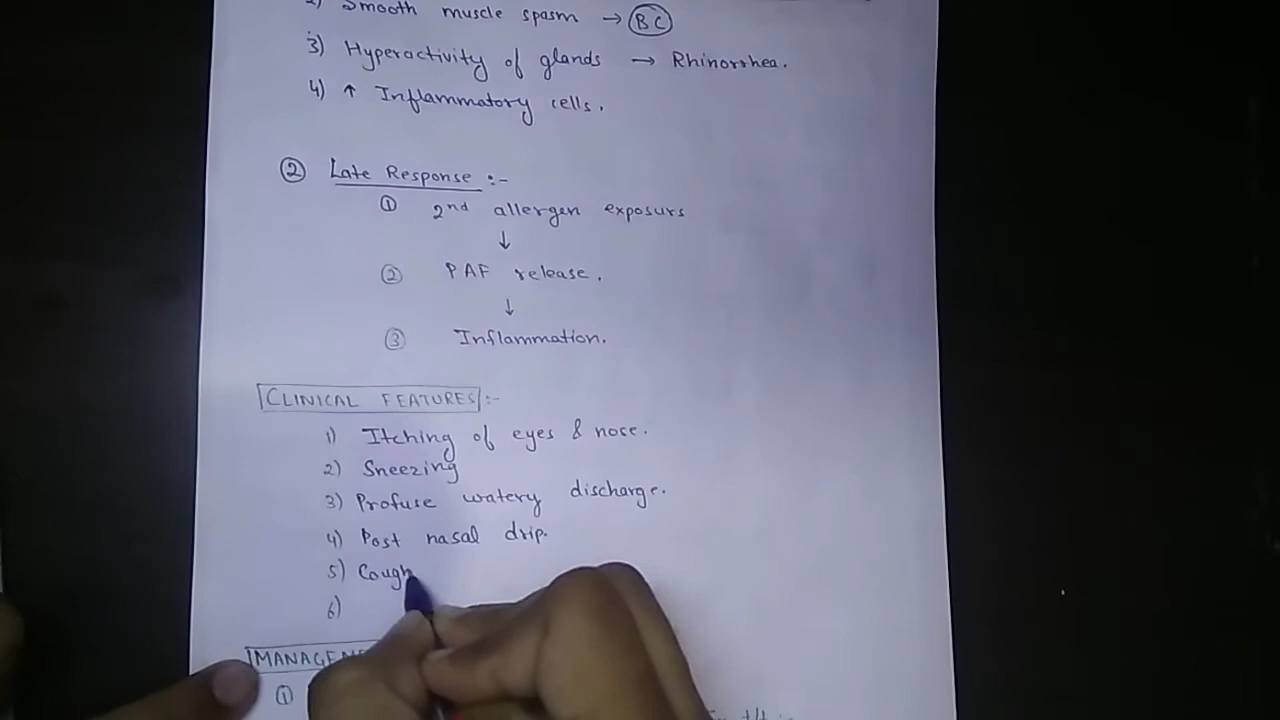 2) Smooth muscle spasm → BC
3) Hyperactivity of glands → Rhinorrhea.
4) ↑ Inflammatory cells.
② Late Response :-
① 2nd allergen exposurs
↓
② PAF release.
↓
③ Inflammation.
CLINICAL FEATURES :-
1) Itching of eyes & nose.
2) Sneezing
3) Profuse watery discharge.
4) Post nasal drip.
5) Cough
6)
MANAGEME
①